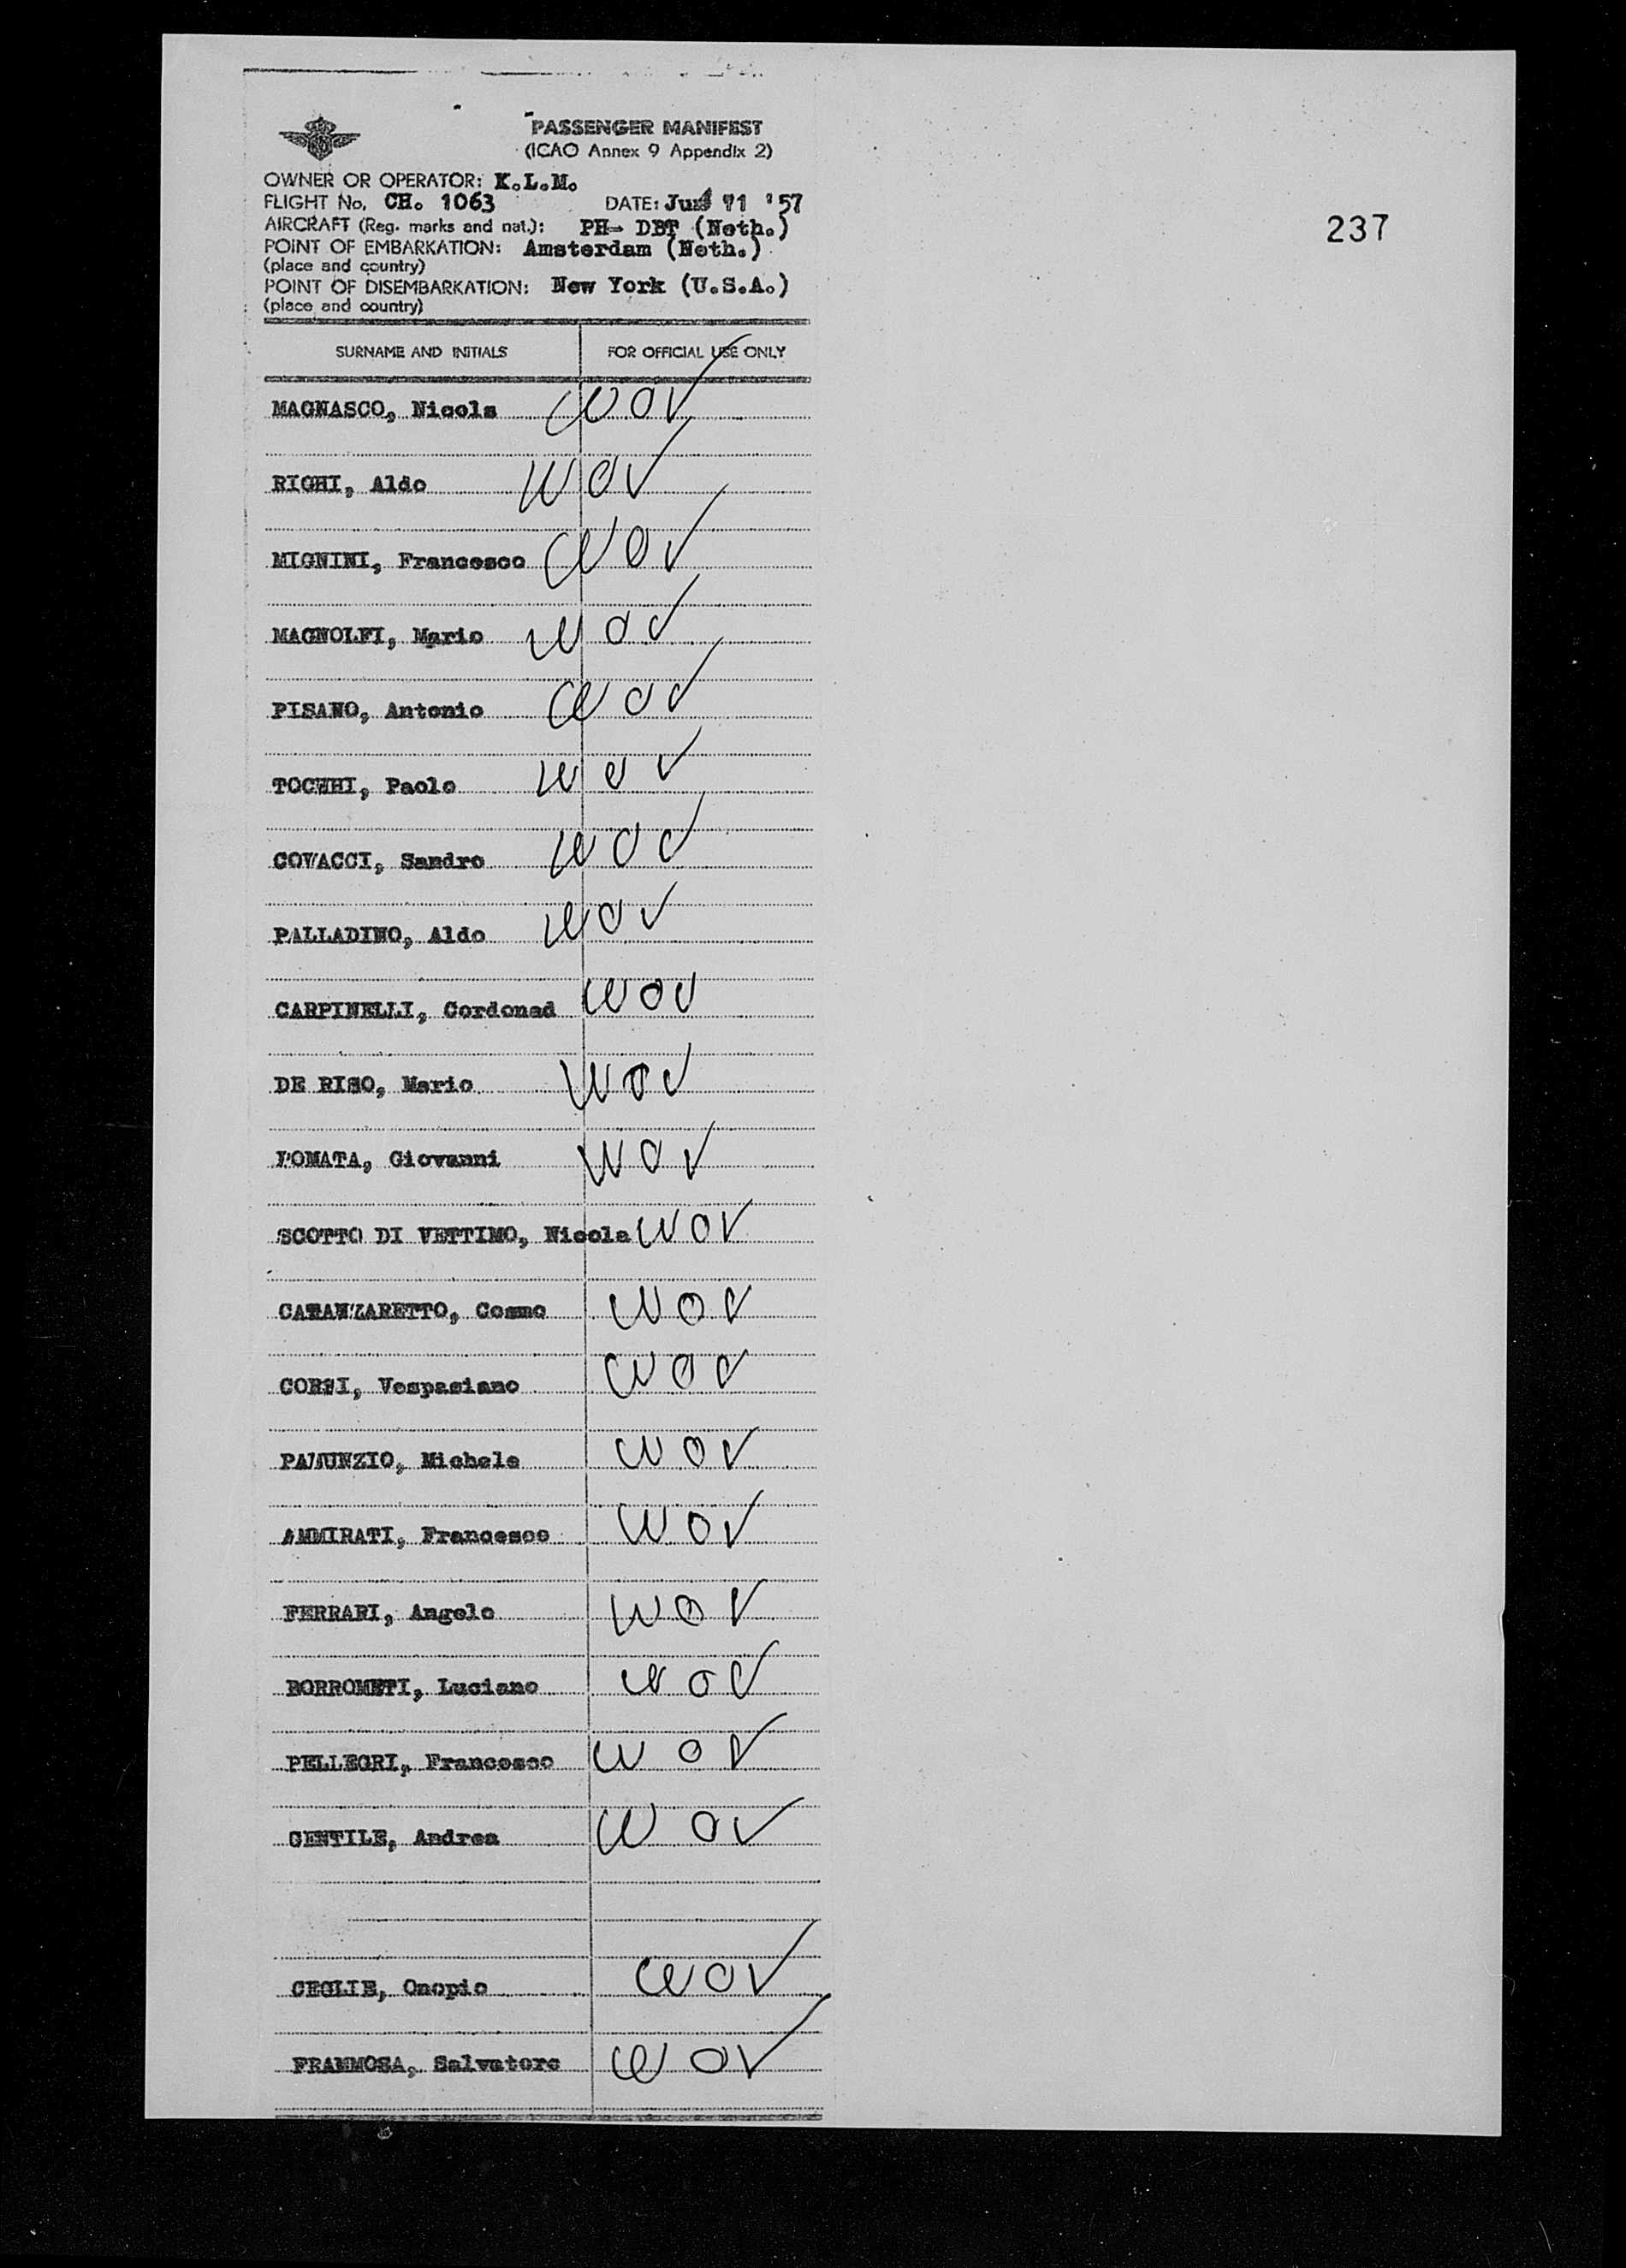 PASSENGER MANIFEST
(ICAO Annex 9 Appendix 2)
OWNER OR OPERATOR: K.L.M.
FLIGHT No. CH. 1063 DATE: 11 '57
AIRCRAFT (Reg. marks and nat.): PH- DBT (Neth.)
237
POINT OF EMBARKATION: Amsterdam (Neth.)
(place and country)
POINT OF DISEMBARKATION: New York (U.S.A.)
(place and country)
SURNAME AND INITIALS FOR OFFICIAL USE ONLY
MAGNASCO, Nicola WOV
RIGHI, Aldo WOV
MIGNINI, Francesco WOV
MAGNOLFI, Mario WOV
PISANO, Antonio WOV
Paolo WOV
COVACCI, Sandro WOV
PALLADINO, Aldo WOV
CARPINELLI, Cordonad WOV
DE RISO, Mario WOV
Giovanni WOV
SCOTTO DI VETTIMO, Nicola WOV
CATANZARETTO, Cosmo WOV
CORSI, Vespasiano WOV
PANUNZIO, Michele WOV
AMMIRATI, Francesco WOV
FERRARI, Angelo WOV
BORROMETI, Luciano WOV
PELLEGRI, Francesco WOV
GENTILE, Andrea WOV
CEGLIE, Onopio WOV
FRAMMOSA, Salvatore WOV